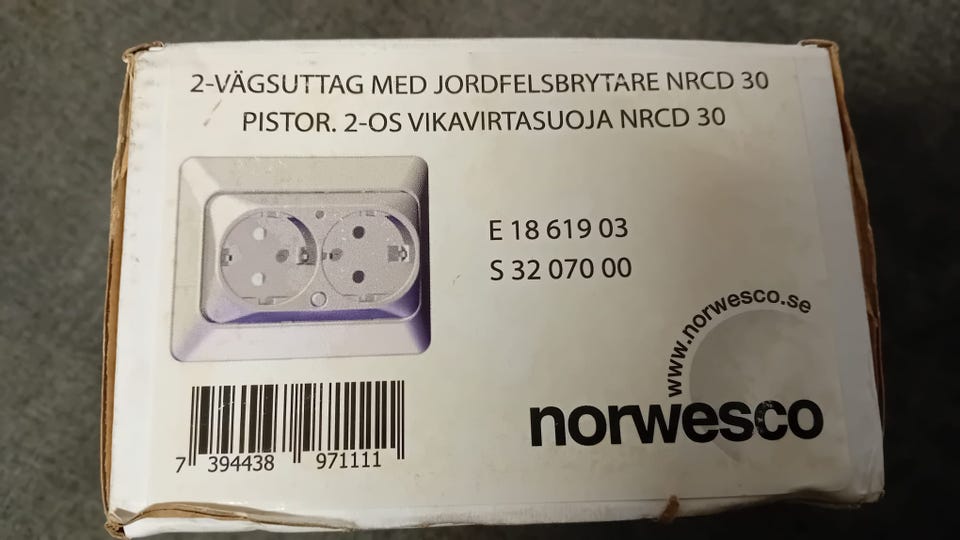 2-VÄGSUTTAG MED JORDFELSBRYTARE NRCD 30
PISTOR. 2-OS VIKAVIRTASUOJA NRCD 30
E 18 619 03
S 32 070 00
www.norwesco.se
norwesco
7 394438 971111